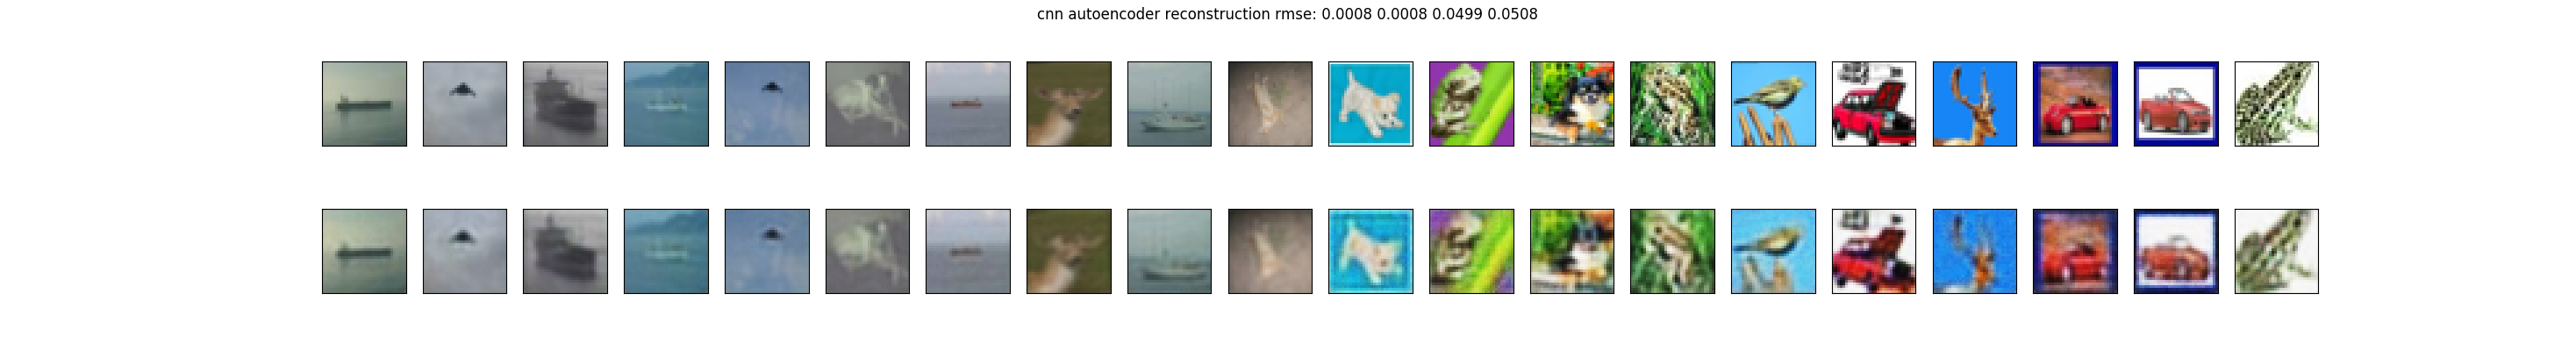 cnn autoencoder reconstruction rmse: 0.0008 0.0008 0.0499 0.0508